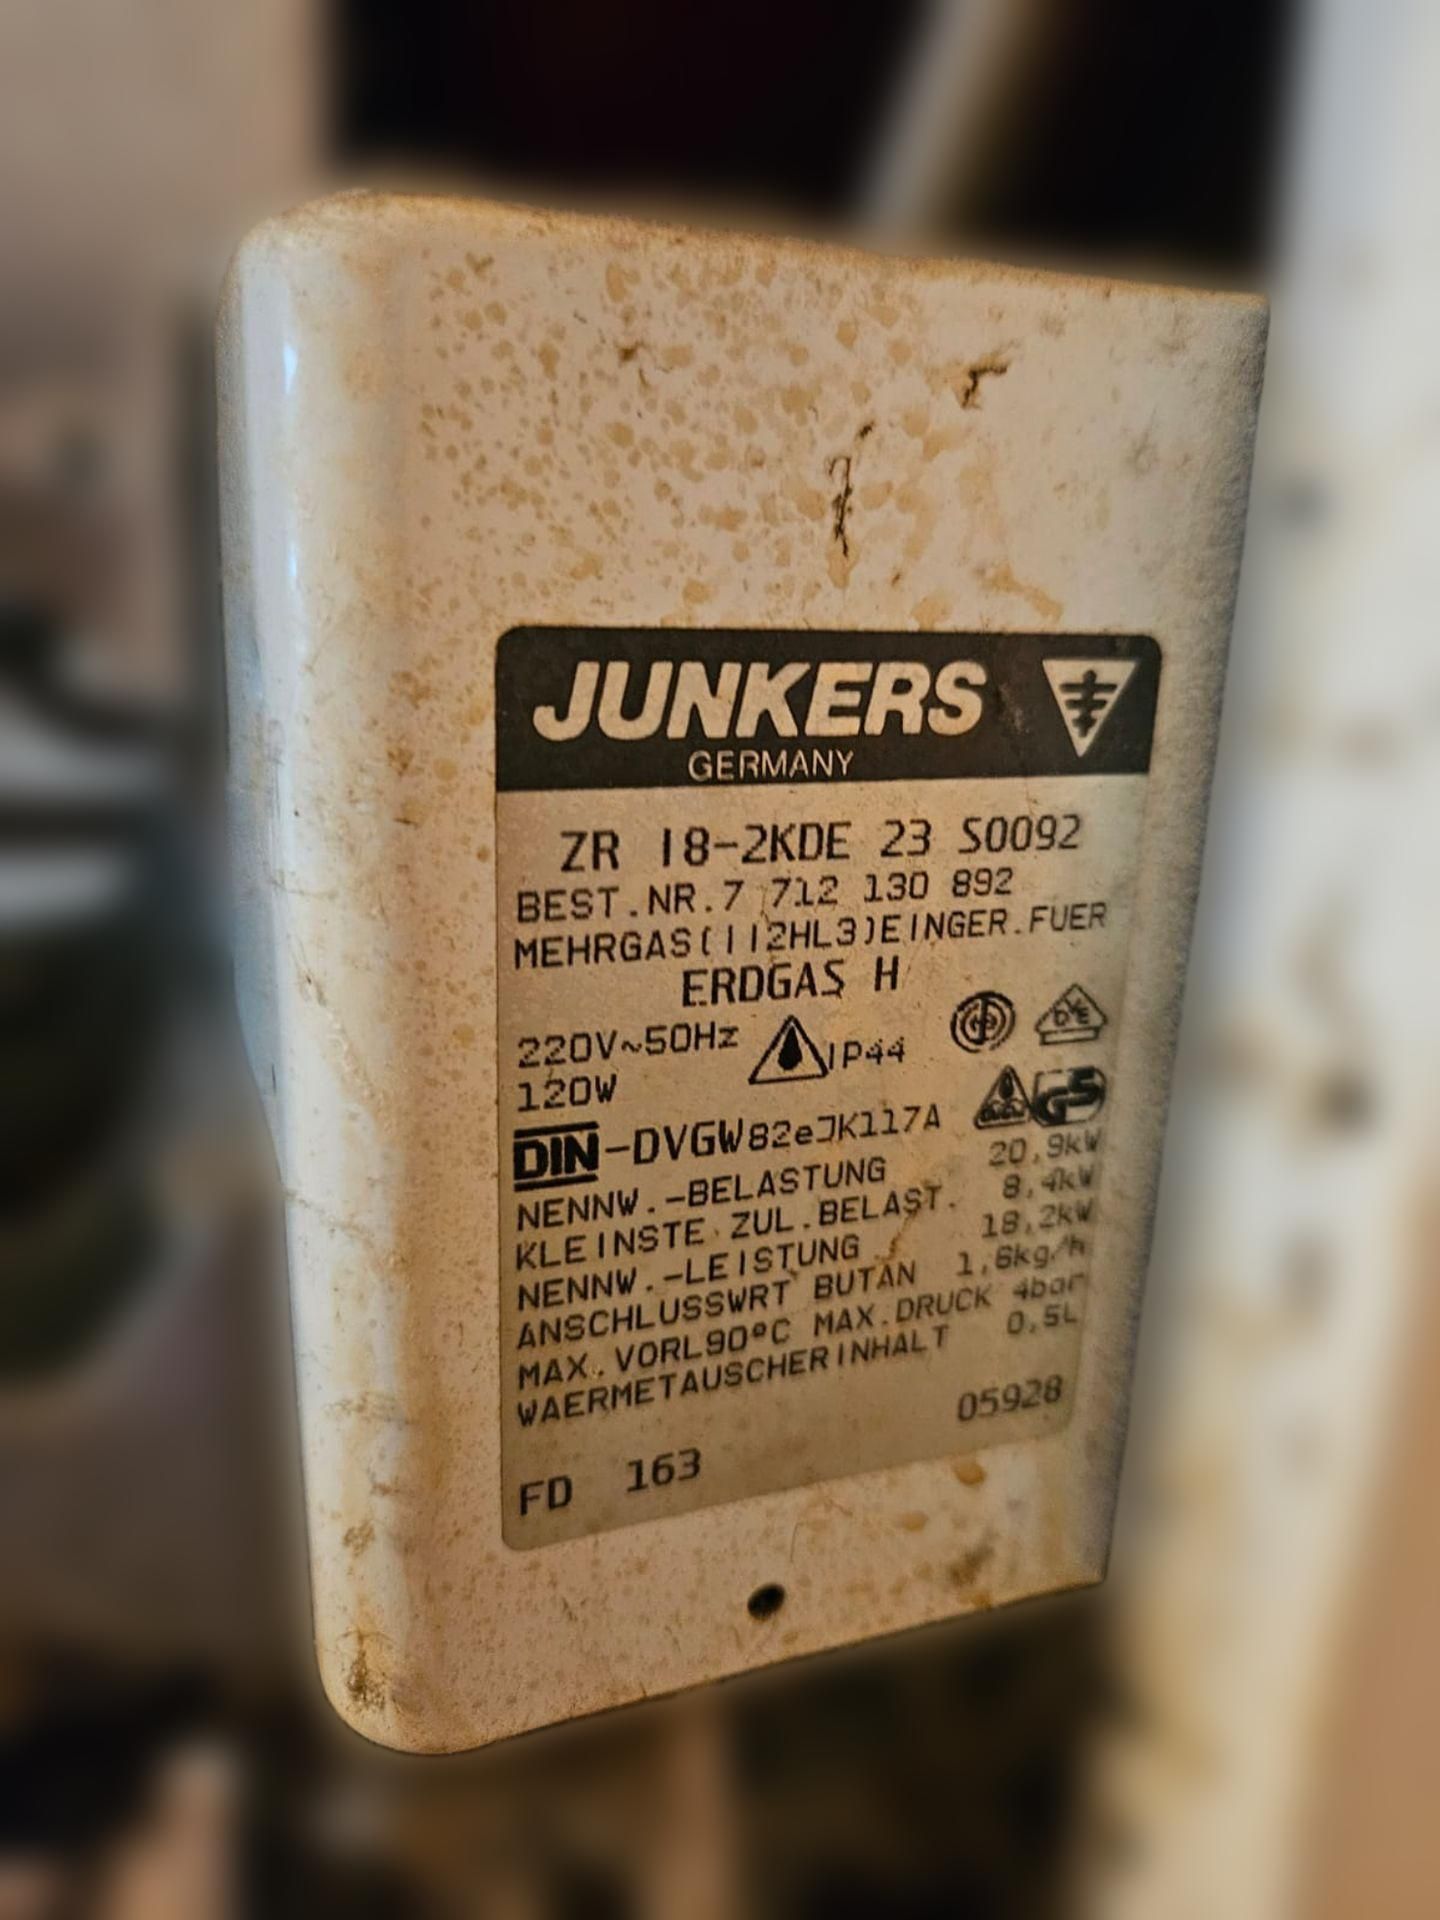 JUNKERS
GERMANY
ZR 18-2KDE 23 S0092
BEST.NR.7 712 130 892
MEHRGAS(II2HL3)EINGER.FUER
ERDGAS H
220V~50Hz IP44 DVE
120W
DIN-DVGW82eJK117A GS
NENNW.-BELASTUNG 20,9kW
KLEINSTE ZUL.BELAST. 8,4kW
NENNW.-LEISTUNG 18,2kW
ANSCHLUSSWRT BUTAN 1,6kg/h
MAX.VORL90°C MAX.DRUCK 4bar
WAERMETAUSCHERINHALT 0,5L
05928
FD 163